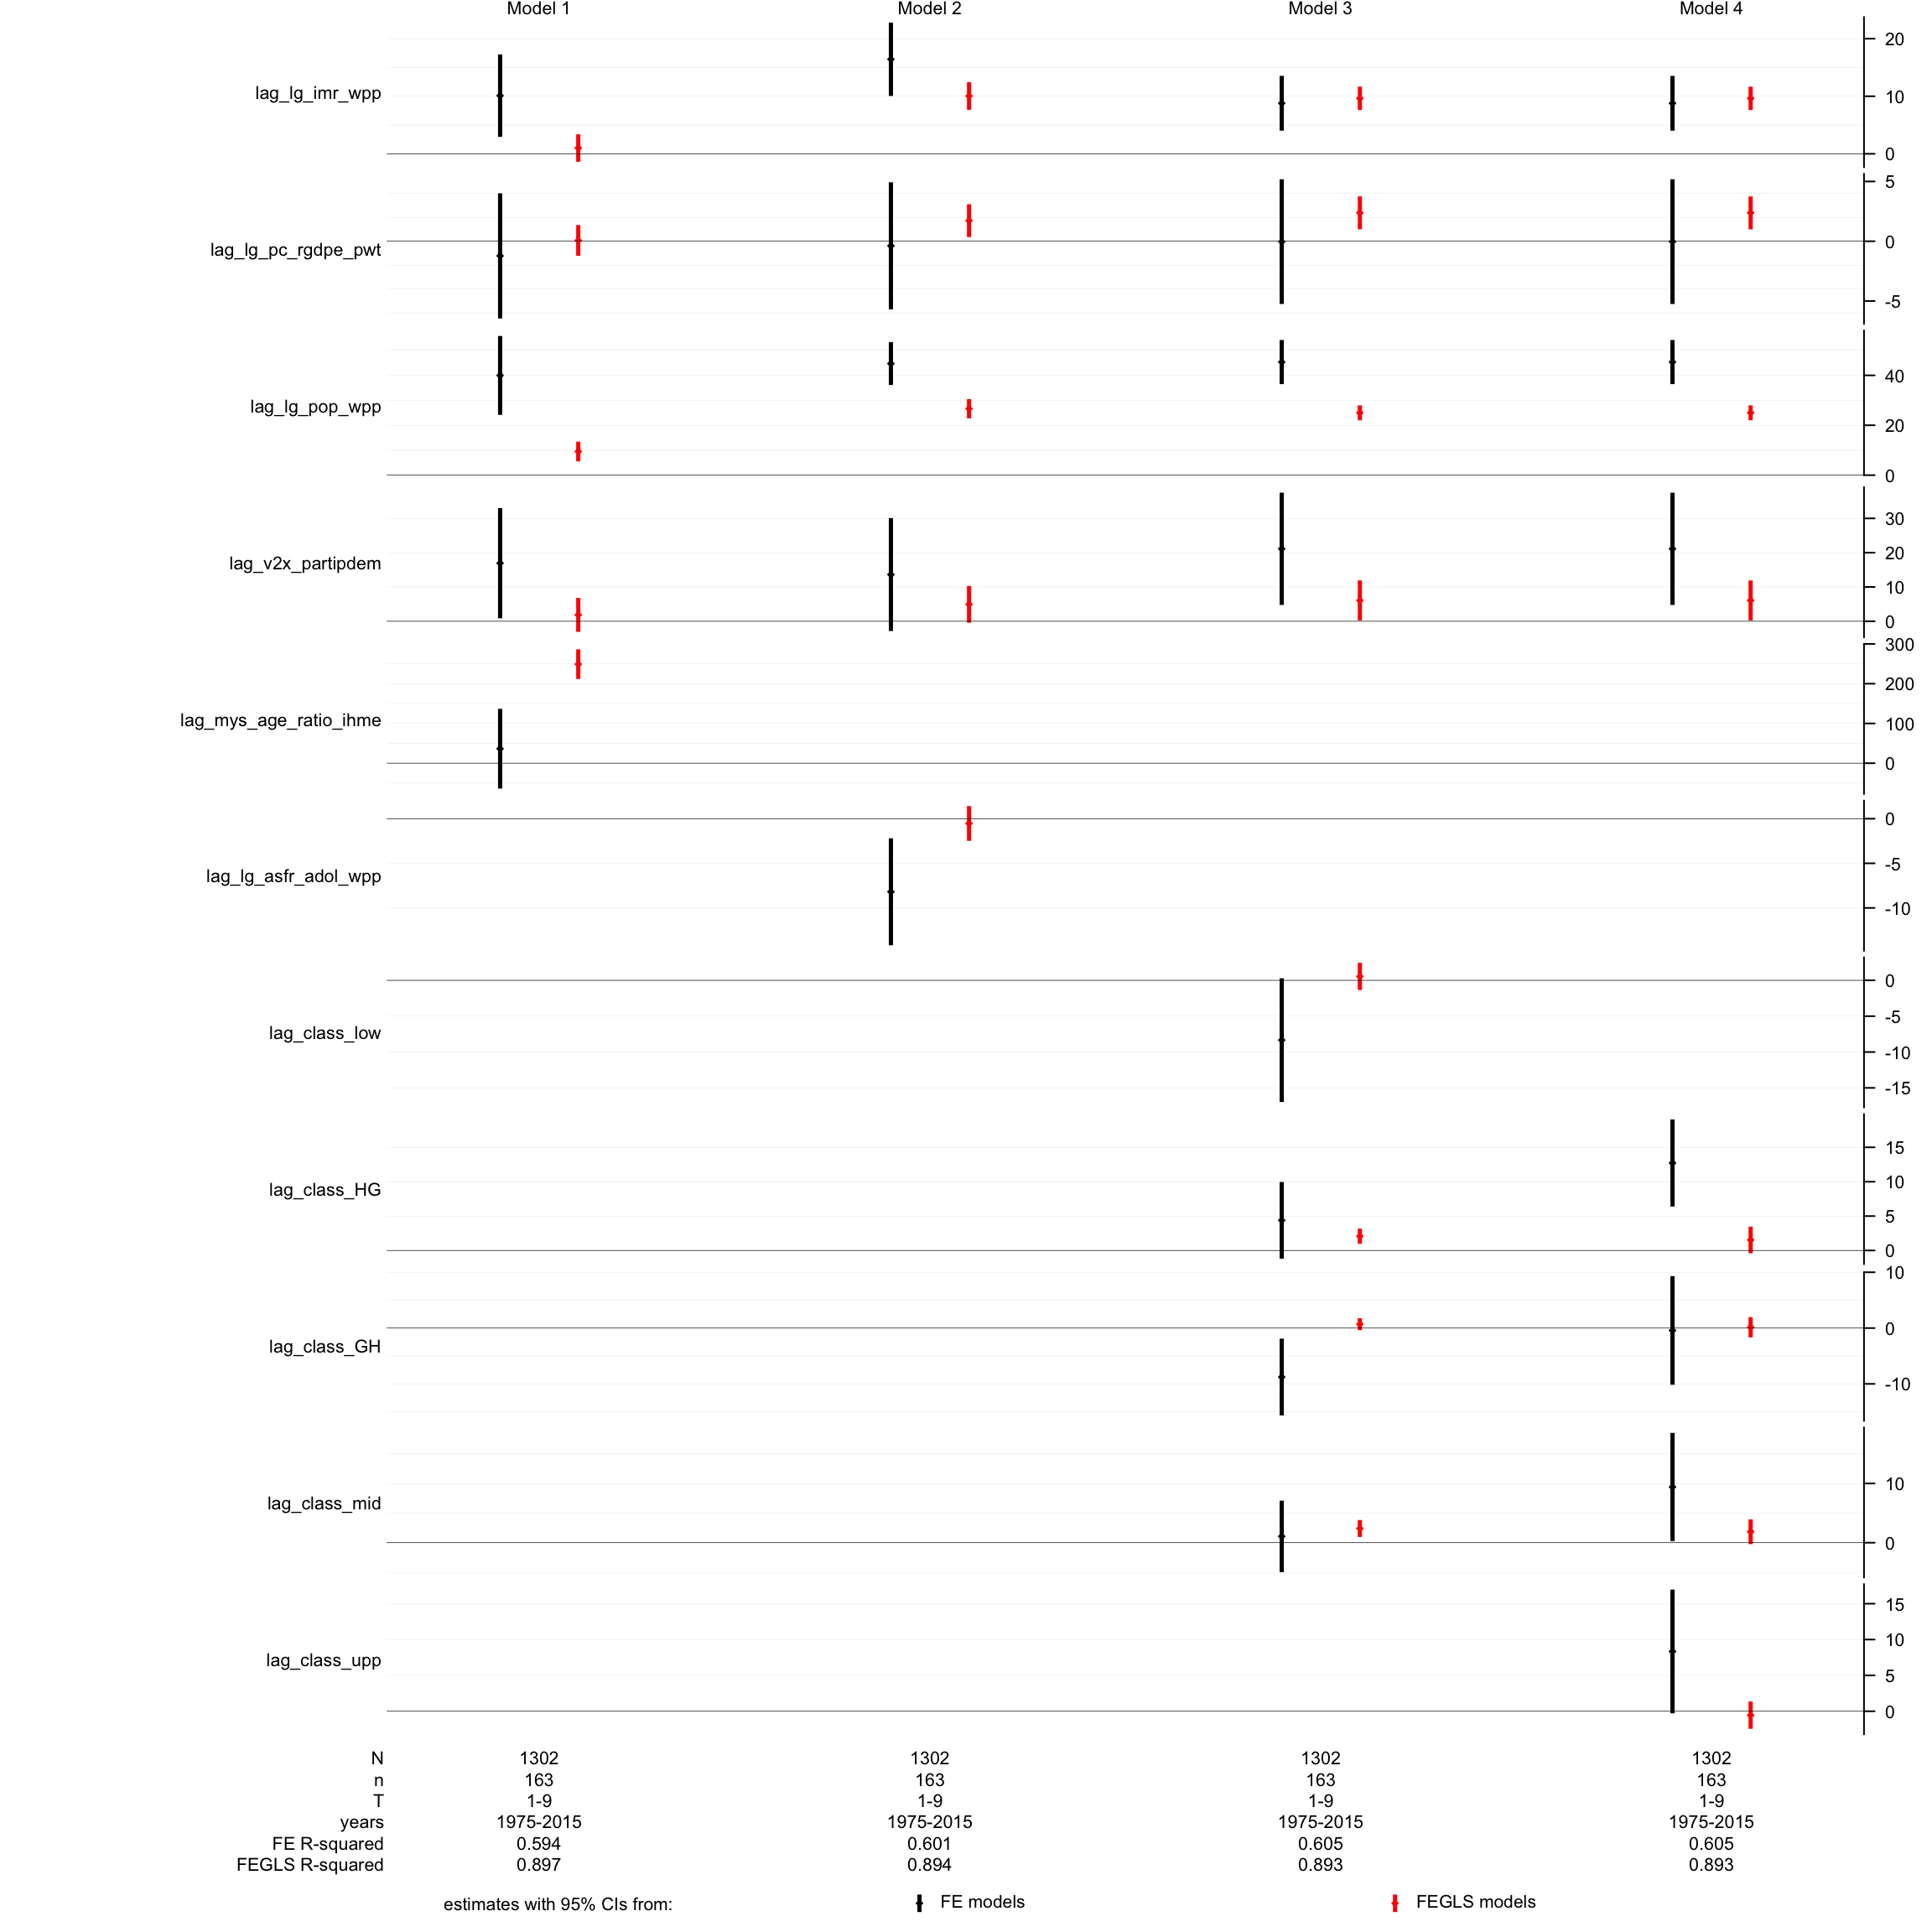 Model 1 Model 2 Model 3 Model 4
lag_lg_imr_wpp
20
10
0
lag_lg_pc_rgdpe_pwt
5
0
-5
lag_lg_pop_wpp
40
20
0
lag_v2x_partipdem
30
20
10
0
lag_mys_age_ratio_ihme
300
200
100
0
lag_lg_asfr_adol_wpp
0
-5
-10
lag_class_low
0
-5
-10
-15
lag_class_HG
15
10
5
0
lag_class_GH
10
0
-10
lag_class_mid
10
0
lag_class_upp
15
10
5
0
N 1302 1302 1302 1302
n 163 163 163 163
T 1-9 1-9 1-9 1-9
years 1975-2015 1975-2015 1975-2015 1975-2015
FE R-squared 0.594 0.601 0.605 0.605
FEGLS R-squared 0.897 0.894 0.893 0.893
estimates with 95% CIs from: FE models FEGLS models